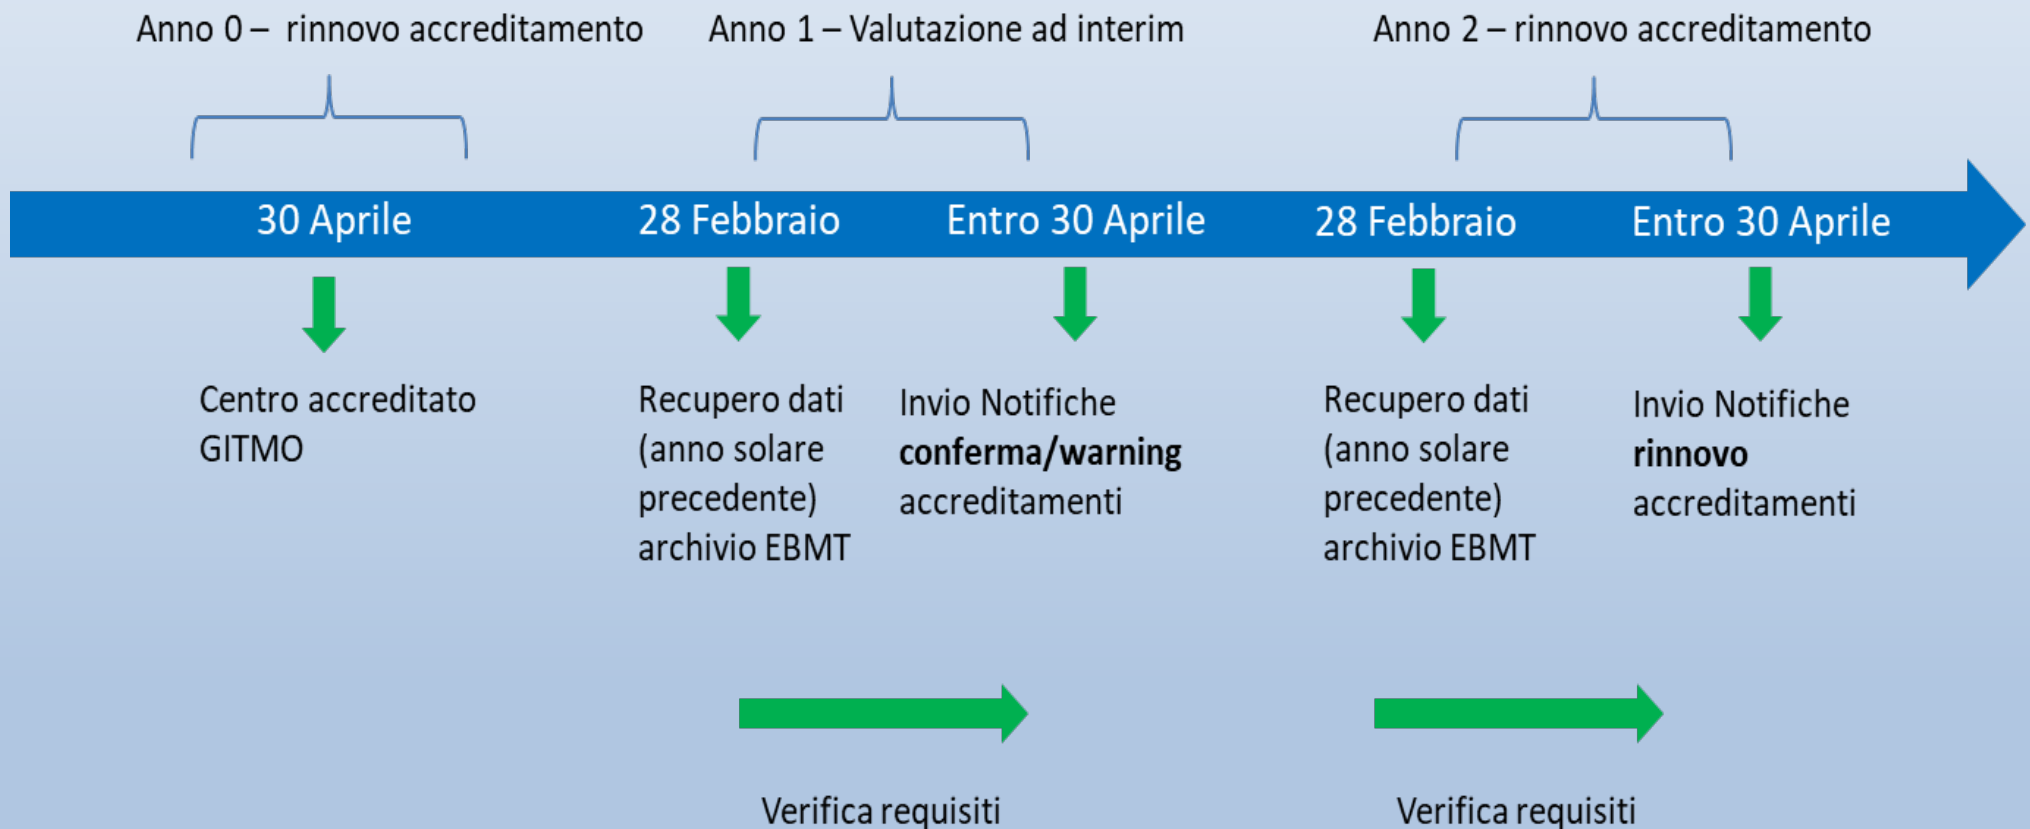 Anno 0 – rinnovo accreditamento
Anno 1 – Valutazione ad interim
Anno 2 – rinnovo accreditamento
30 Aprile
28 Febbraio
Entro 30 Aprile
28 Febbraio
Entro 30 Aprile
Centro accreditato
GITMO
Recupero dati
(anno solare
precedente)
archivio EBMT
Invio Notifiche
conferma/warning
accreditamenti
Recupero dati
(anno solare
precedente)
archivio EBMT
Invio Notifiche
rinnovo
accreditamenti
Verifica requisiti
Verifica requisiti